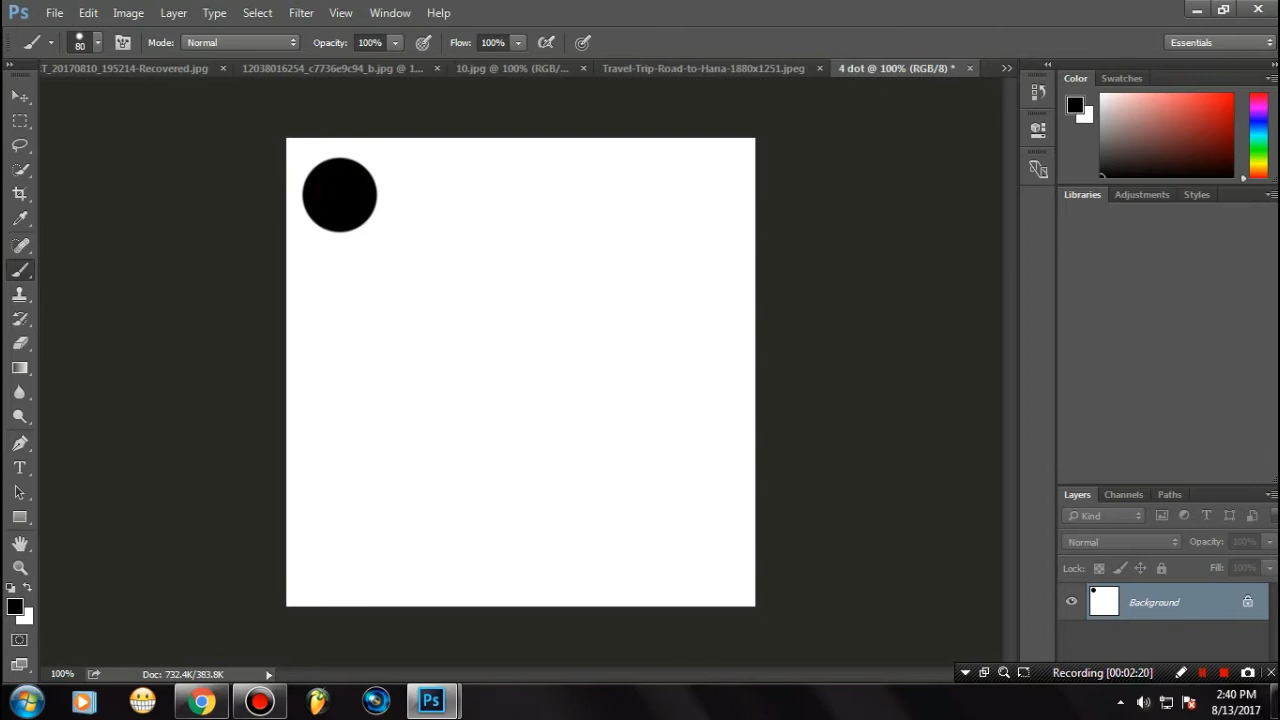 Ps File Edit Image Layer Type Select Filter View Window Help
80 Mode: Normal Opacity: 100% Flow: 100% Essentials
T_20170810_195214-Recovered.jpg × 12038016254_c7736e9c94_b.jpg @ 1... × 10.jpg @ 100% (RGB/... × Travel-Trip-Road-to-Hana-1880x1251.jpeg × 4 dot @ 100% (RGB/8) * ×
Color Swatches
Libraries Adjustments Styles
Layers Channels Paths
Kind
Normal Opacity: 100%
Lock: Fill: 100%
Background
100% Doc: 732.4K/383.8K
Recording [00:02:20]
Ps
2:40 PM
8/13/2017